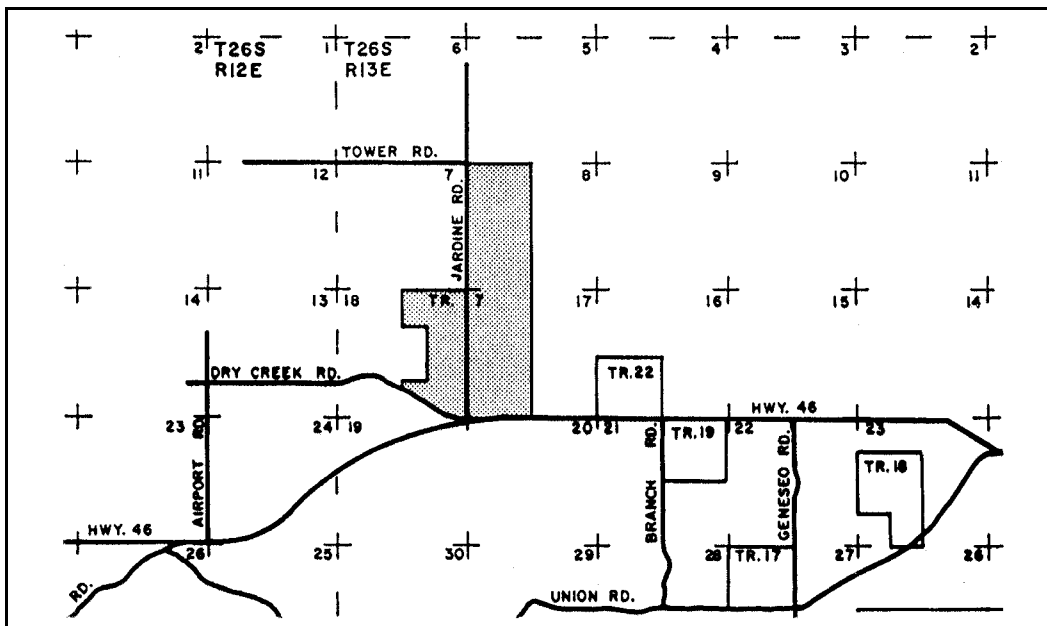 2 T26S 1 T26S 6 5 4 3 2
R12E R13E
TOWER RD.
11 12 7 8 9 10 11
JARDINE RD.
14 13 18 TR. 7 17 16 15 14
DRY CREEK RD.
TR.22
HWY. 46
23 24 19 20 21 22 23
TR.19
AIRPORT RD.
BRANCH RD.
GENESEO RD.
TR.18
HWY. 46
26 25 30 29 28 TR.17 27 26
RD.
UNION RD.